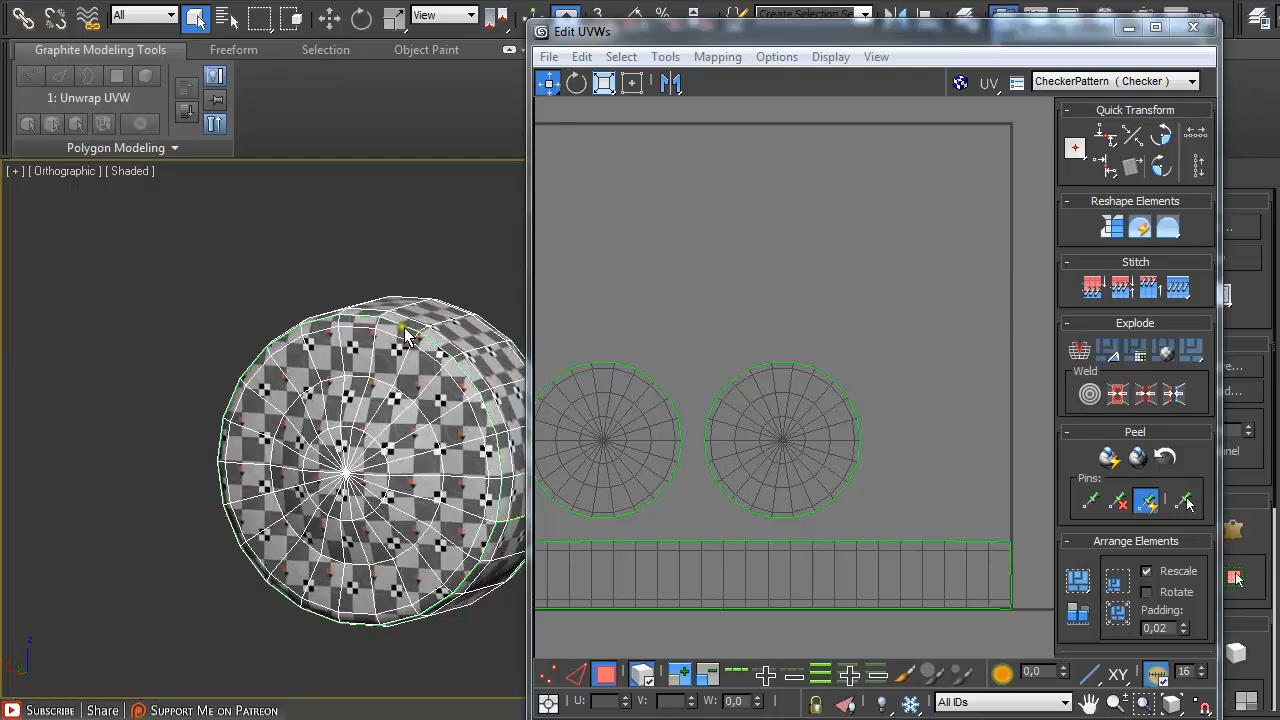 All
View
Create Selection Se
Graphite Modeling Tools
Freeform
Selection
Object Paint
1: Unwrap UVW
Polygon Modeling
[ + ] [ Orthographic ] [ Shaded ]
Edit UVWs
File
Edit
Select
Tools
Mapping
Options
Display
View
UV
CheckerPattern ( Checker )
Quick Transform
Reshape Elements
Stitch
Explode
Weld
Peel
Pins:
Arrange Elements
Rescale
Rotate
Padding:
0,02
0,0
XY
16
U:
V:
W:
0,0
All IDs
z
Subscribe
Share
Support Me on Patreon